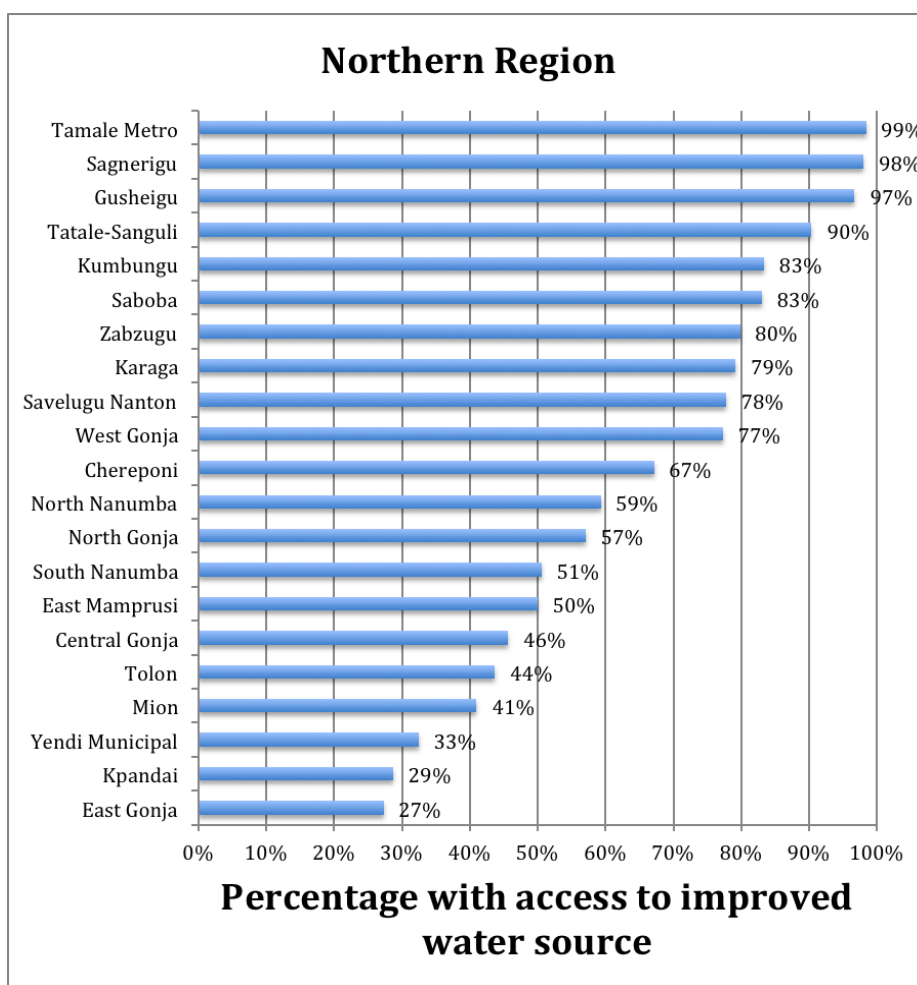 Northern Region
Tamale Metro 99%
Sagnerigu 98%
Gusheigu 97%
Tatale-Sanguli 90%
Kumbungu 83%
Saboba 83%
Zabzugu 80%
Karaga 79%
Savelugu Nanton 78%
West Gonja 77%
Chereponi 67%
North Nanumba 59%
North Gonja 57%
South Nanumba 51%
East Mamprusi 50%
Central Gonja 46%
Tolon 44%
Mion 41%
Yendi Municipal 33%
Kpandai 29%
East Gonja 27%
0% 10% 20% 30% 40% 50% 60% 70% 80% 90% 100%
Percentage with access to improved
water source